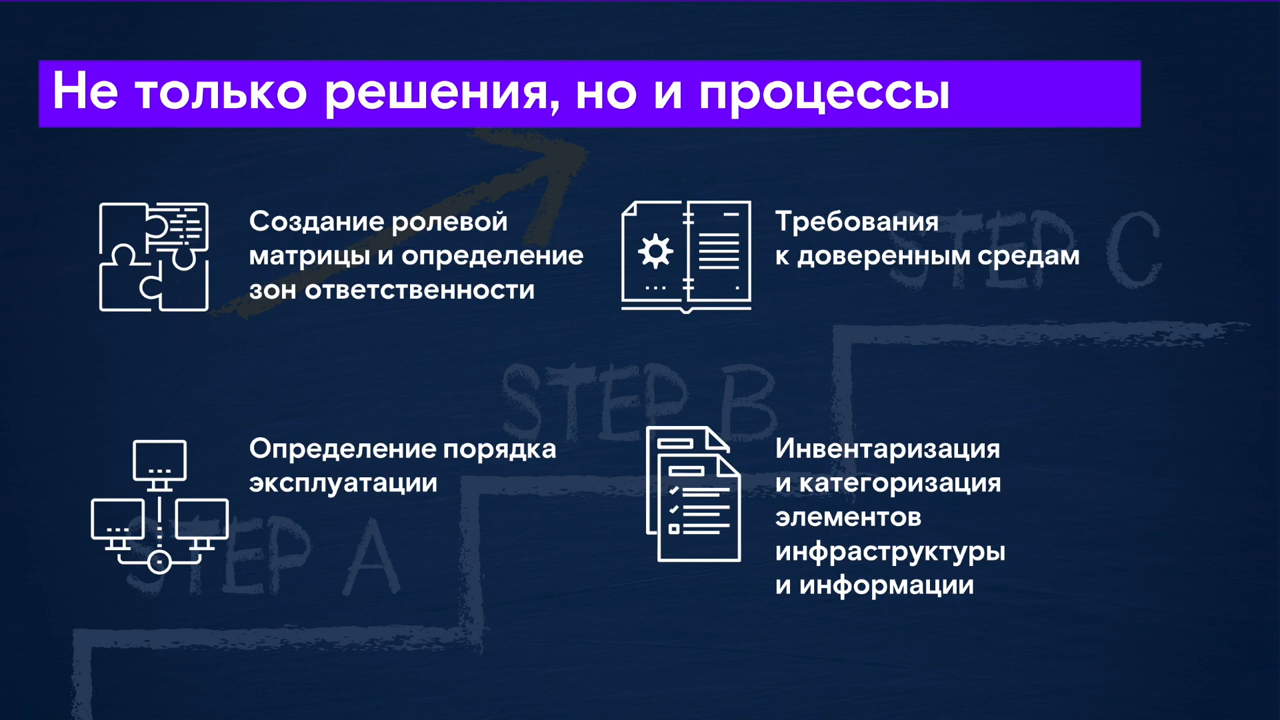 Не только решения, но и процессы
Создание ролевой
матрицы и определение
зон ответственности
Требования
к доверенным средам
STEP C
STEP B
Определение порядка
эксплуатации
Инвентаризация
и категоризация
элементов
инфраструктуры
и информации
STEP A